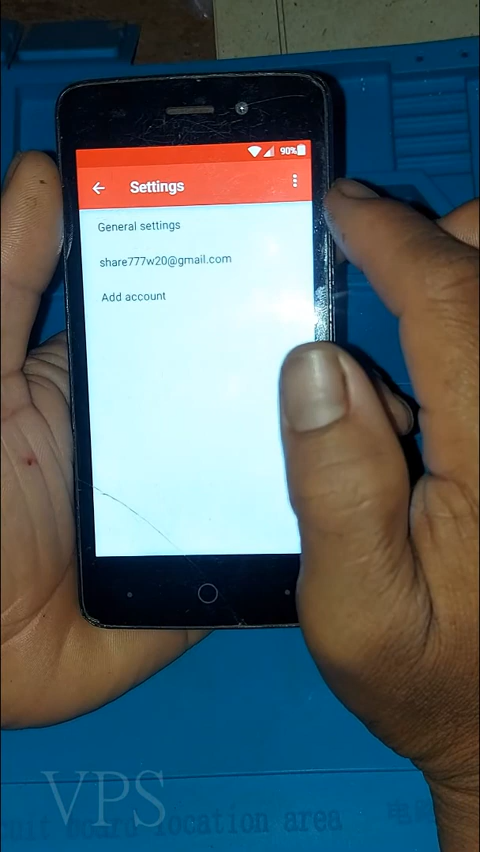 90%
Settings
General settings
share777w20@gmail.com
Add account
VPS
location area